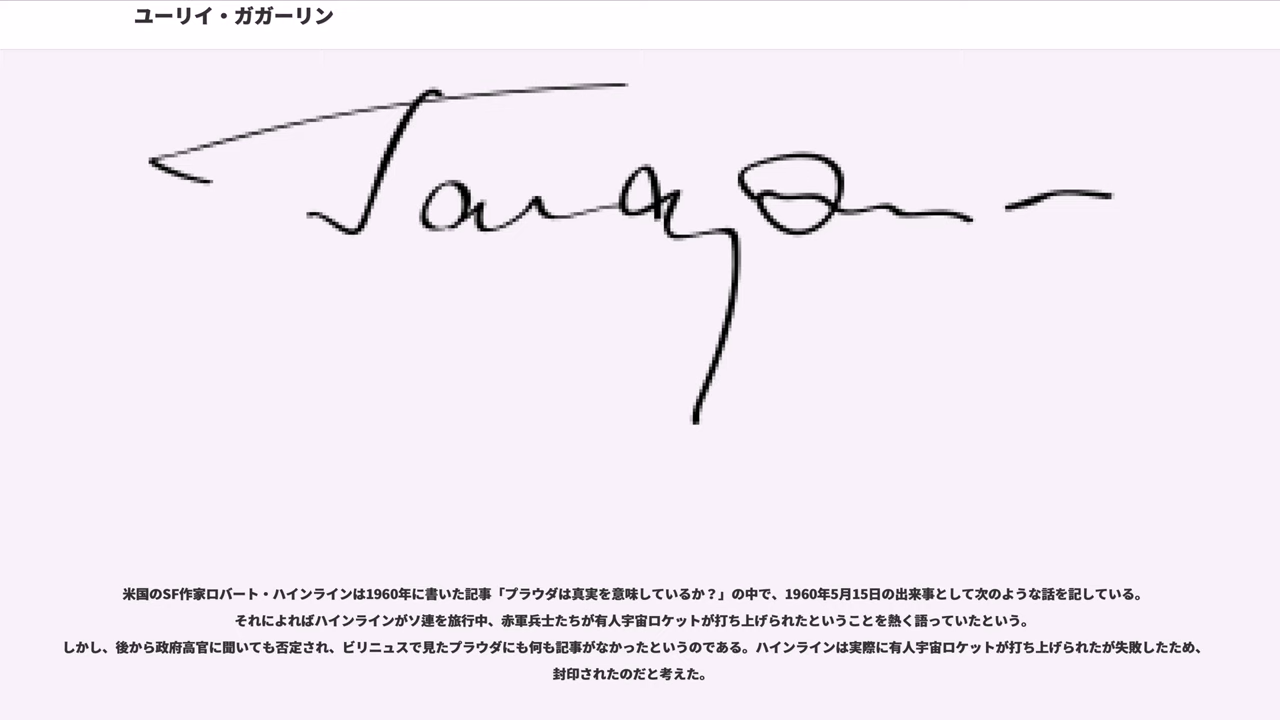 ユーリイ・ガガーリン
米国のSF作家ロバート・ハインラインは1960年に書いた記事「プラウダは真実を意味しているか？」の中で、1960年5月15日の出来事として次のような話を記している。
それによればハインラインがソ連を旅行中、赤軍兵士たちが有人宇宙ロケットが打ち上げられたということを熱く語っていたという。
しかし、後から政府高官に聞いても否定され、ビリニュスで見たプラウダにも何も記事がなかったというのである。ハインラインは実際に有人宇宙ロケットが打ち上げられたが失敗したため、
封印されたのだと考えた。